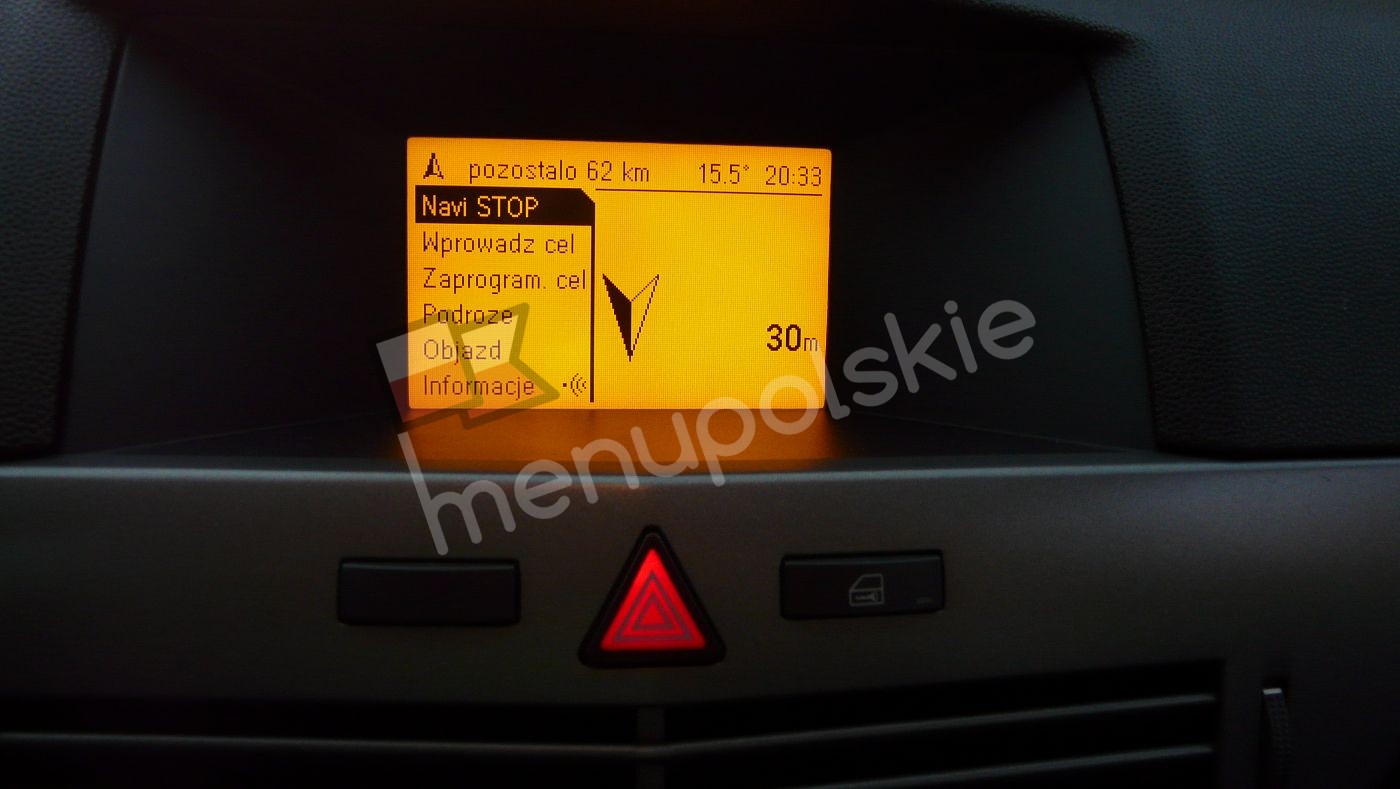 pozostalo 62 km 15.5° 20:33
Navi STOP
Wprowadz cel
Zaprogram. cel
Podroze
Objazd
Informacje
30m
menupolskie